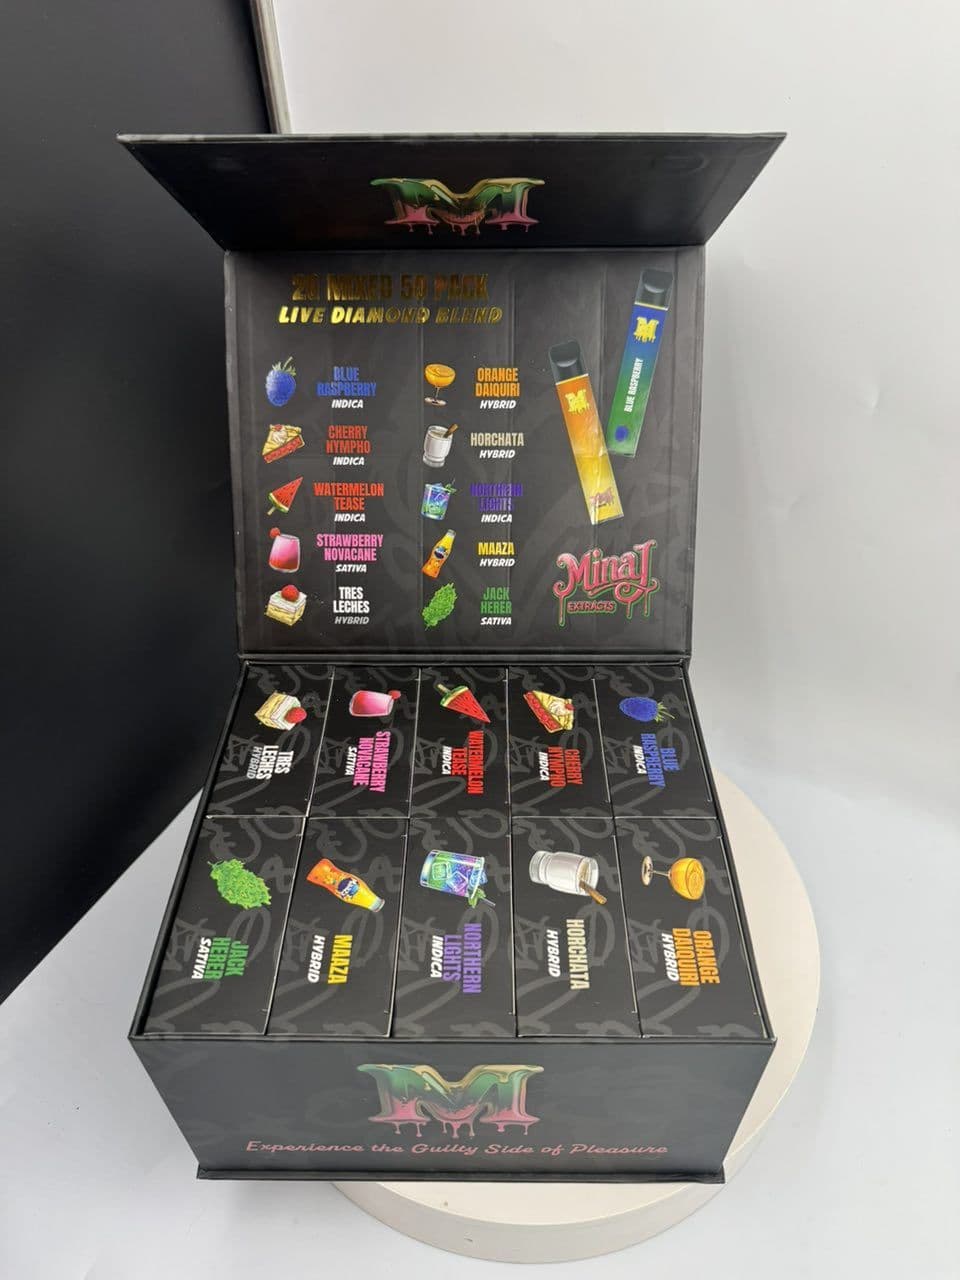 M
2G MIXED 50 PACK
LIVE DIAMOND BLEND
BLUE
RASPBERRY
INDICA
CHERRY
NYMPHO
INDICA
WATERMELON
TEASE
INDICA
STRAWBERRY
NOVACANE
SATIVA
TRES
LECHES
HYBRID
ORANGE
DAIQUIRI
HYBRID
HORCHATA
HYBRID
NORTHERN
LIGHTS
INDICA
MAAZA
HYBRID
JACK
HERER
SATIVA
M
M
BLUE RASPBERRY
Minaj
EXTRACTS
TRES
LECHES
HYBRID
STRAWBERRY
NOVACANE
SATIVA
WATERMELON
TEASE
INDICA
CHERRY
NYMPHO
INDICA
BLUE
RASPBERRY
INDICA
JACK
HERER
SATIVA
MAAZA
HYBRID
NORTHERN
LIGHTS
INDICA
HORCHATA
HYBRID
ORANGE
DAIQUIRI
HYBRID
M
Experience the Guilty Side of Pleasure